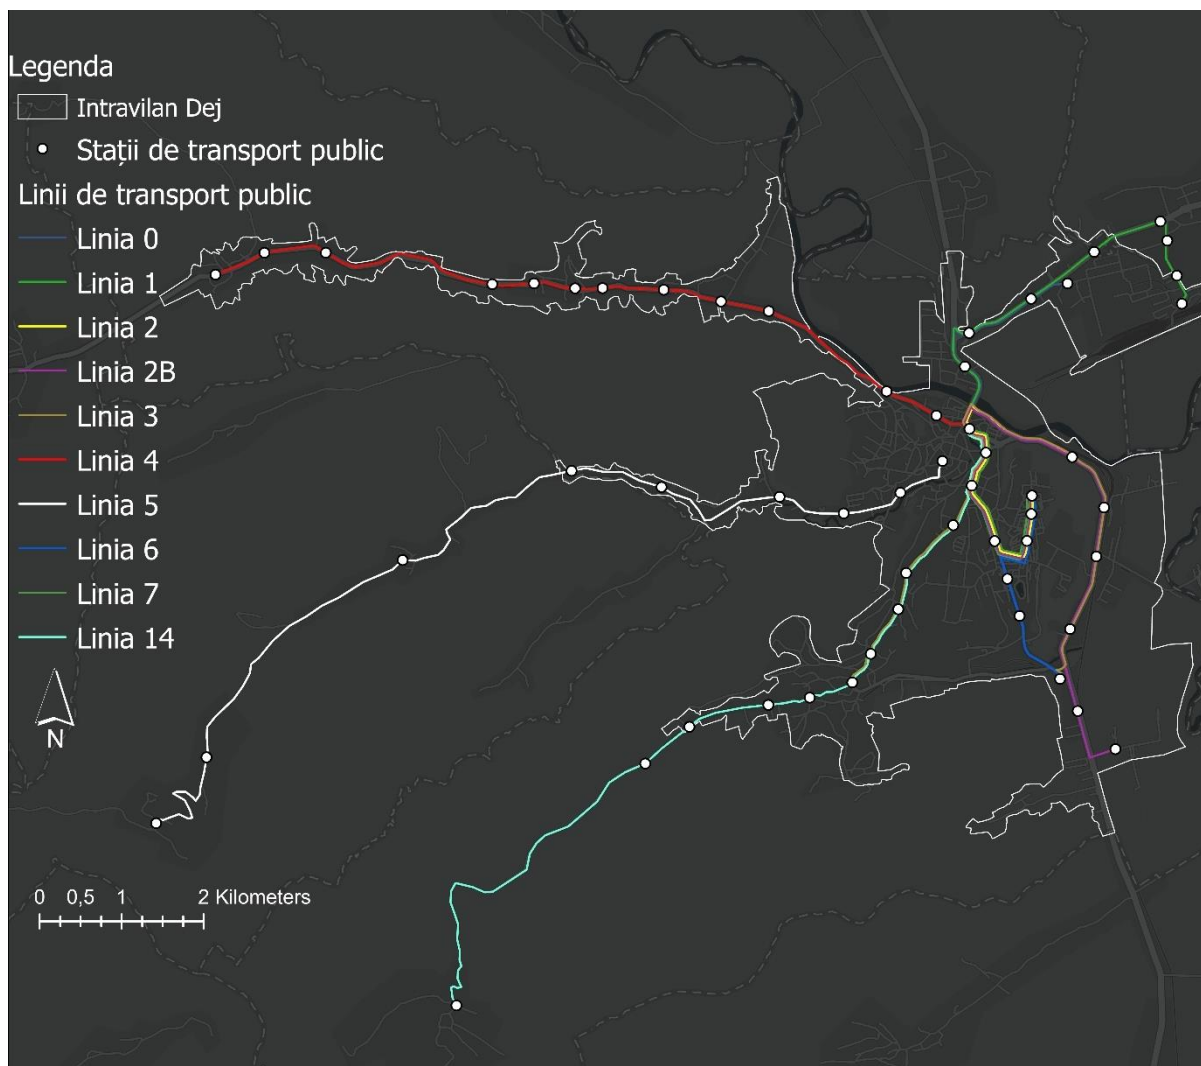 Legenda
Intravilan Dej
Stații de transport public
Linii de transport public
Linia 0
Linia 1
Linia 2
Linia 2B
Linia 3
Linia 4
Linia 5
Linia 6
Linia 7
Linia 14
N
0 0,5 1 2 Kilometers